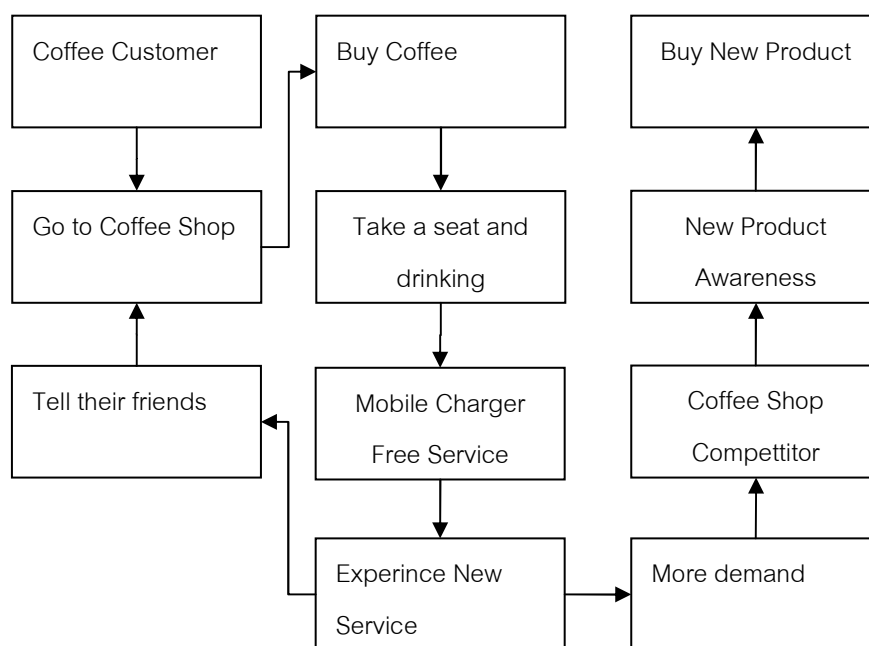 Coffee Customer
Buy Coffee
Buy New Product
Go to Coffee Shop
Take a seat and
drinking
New Product
Awareness
Tell their friends
Mobile Charger
Free Service
Coffee Shop
Compettitor
Experince New
Service
More demand